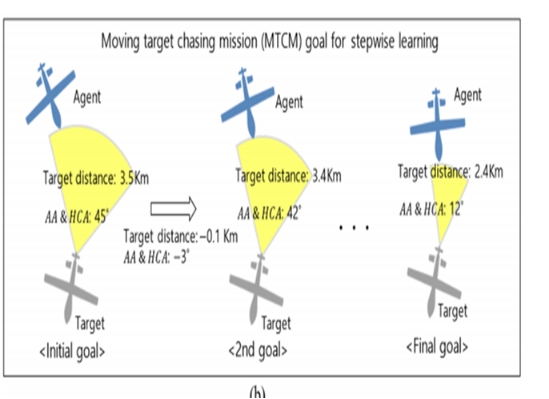 Moving target chasing mission (MTCM) goal for stepwise learning
Agent
Target distance: 3.5Km
AA & HCA: 45°
Target
<Initial goal>
Target distance: -0.1 Km
AA & HCA: -3°
Agent
Target distance: 3.4Km
AA & HCA: 42°
Target
<2nd goal>
. . .
Agent
Target distance: 2.4Km
AA & HCA: 12°
Target
<Final goal>
(b)